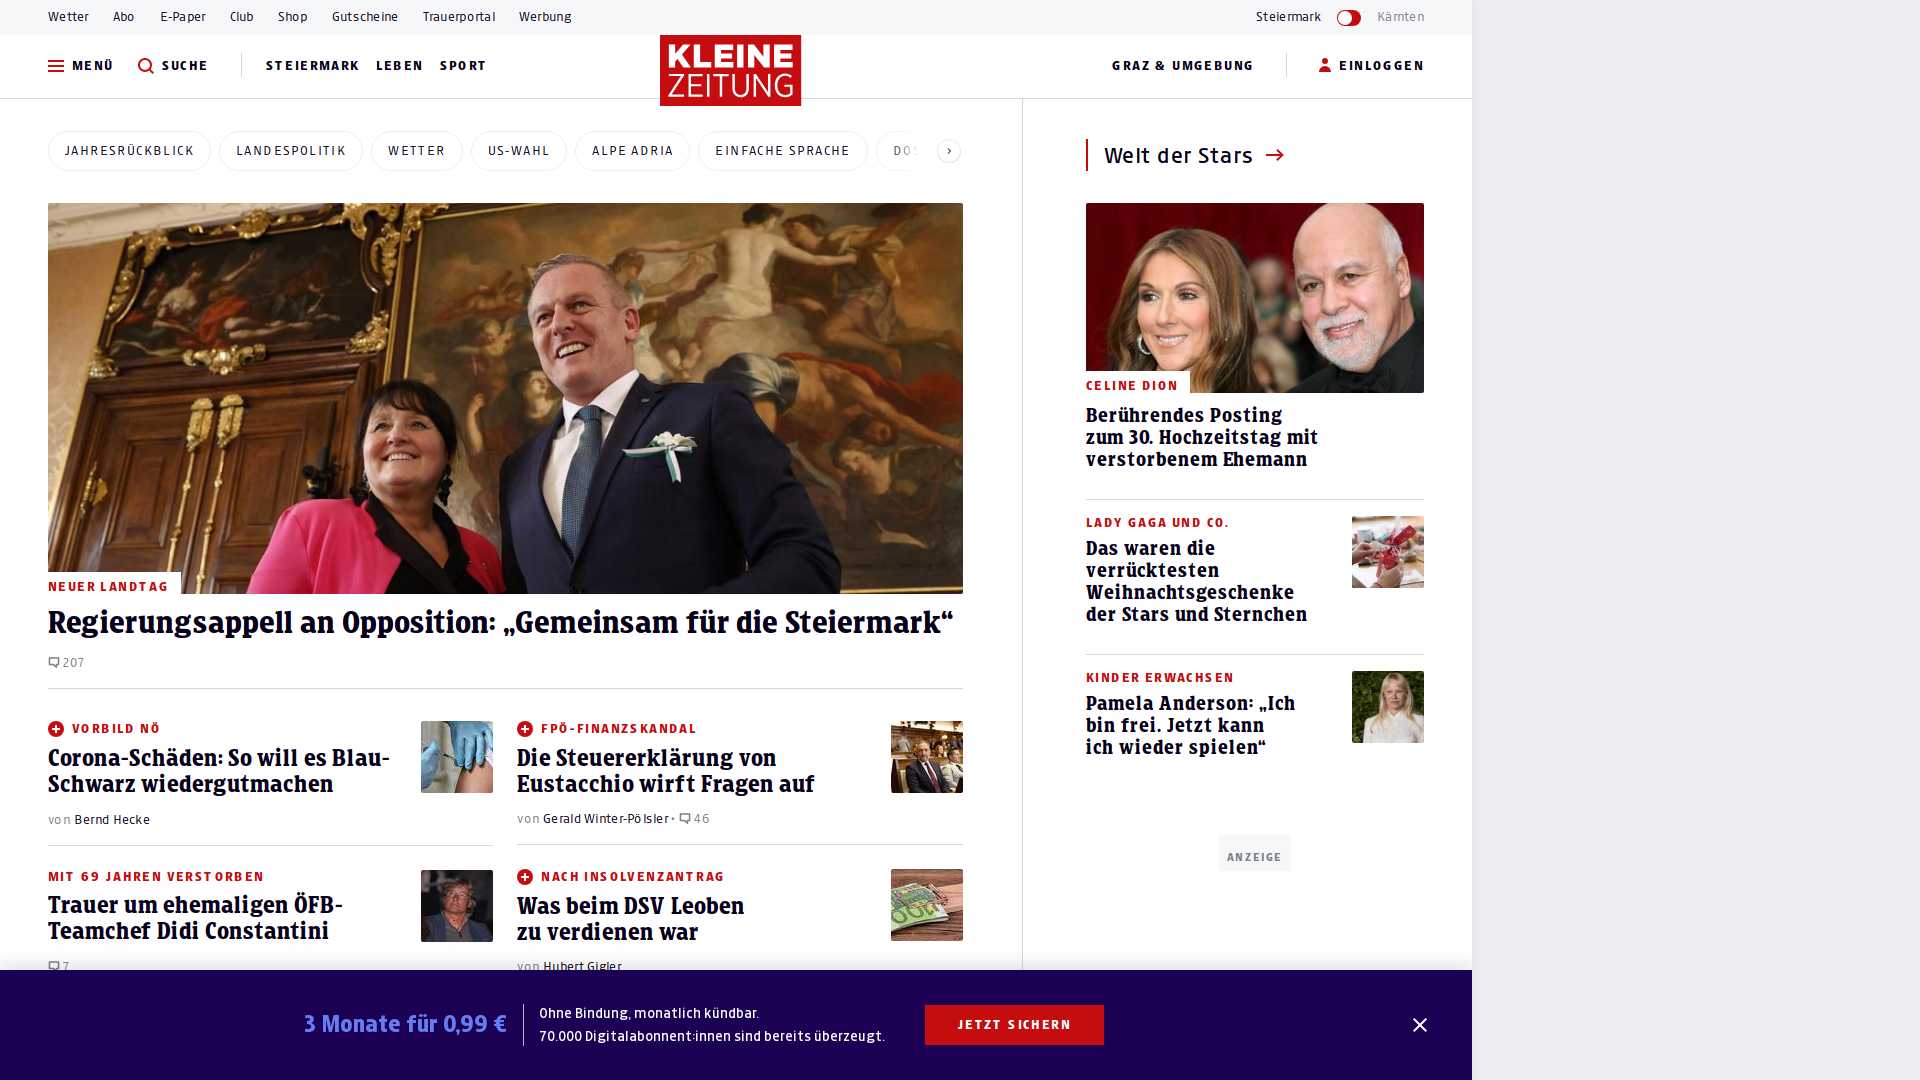 Wetter Abo E-Paper Club Shop Gutscheine Trauerportal Werbung Steiermark Kärnten
MENÜ SUCHE STEIERMARK LEBEN SPORT KLEINE ZEITUNG GRAZ & UMGEBUNG EINLOGGEN
JAHRESRÜCKBLICK LANDESPOLITIK WETTER US-WAHL ALPE ADRIA EINFACHE SPRACHE
NEUER LANDTAG
Regierungsappell an Opposition: „Gemeinsam für die Steiermark“
207
VORBILD NÖ
Corona-Schäden: So will es Blau-
Schwarz wiedergutmachen
von Bernd Hecke
FPÖ-FINANZSKANDAL
Die Steuererklärung von
Eustacchio wirft Fragen auf
von Gerald Winter-Pölsler • 46
MIT 69 JAHREN VERSTORBEN
Trauer um ehemaligen ÖFB-
Teamchef Didi Constantini
7
NACH INSOLVENZANTRAG
Was beim DSV Leoben
zu verdienen war
von Hubert Gigler
Welt der Stars
CELINE DION
Berührendes Posting
zum 30. Hochzeitstag mit
verstorbenem Ehemann
LADY GAGA UND CO.
Das waren die
verrücktesten
Weihnachtsgeschenke
der Stars und Sternchen
KINDER ERWACHSEN
Pamela Anderson: „Ich
bin frei. Jetzt kann
ich wieder spielen“
ANZEIGE
3 Monate für 0,99 €
Ohne Bindung, monatlich kündbar.
70.000 Digitalabonnent:innen sind bereits überzeugt.
JETZT SICHERN